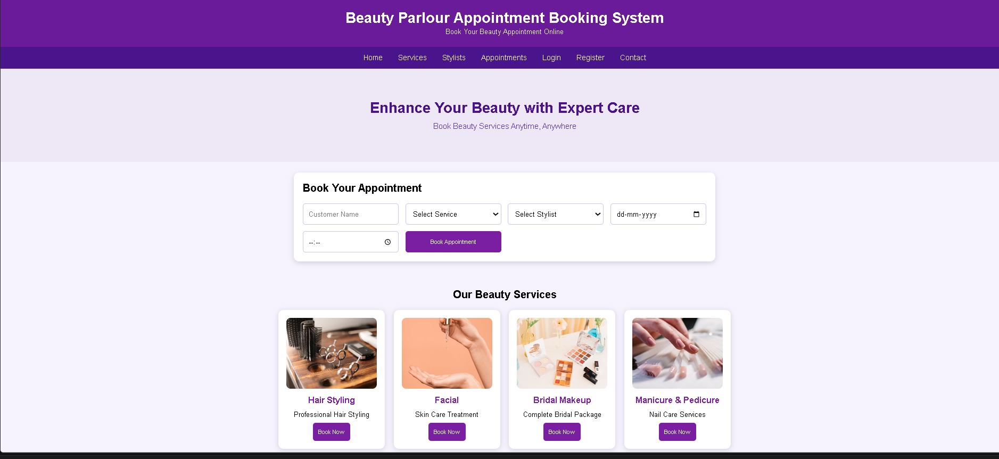 Beauty Parlour Appointment Booking System
Book Your Beauty Appointment Online
Home Services Stylists Appointments Login Register Contact
Enhance Your Beauty with Expert Care
Book Beauty Services Anytime, Anywhere
Book Your Appointment
Customer Name Select Service Select Stylist dd-mm-yyyy
--:-- Book Appointment
Our Beauty Services
Hair Styling Facial Bridal Makeup Manicure & Pedicure
Professional Hair Styling Skin Care Treatment Complete Bridal Package Nail Care Services
Book Now Book Now Book Now Book Now